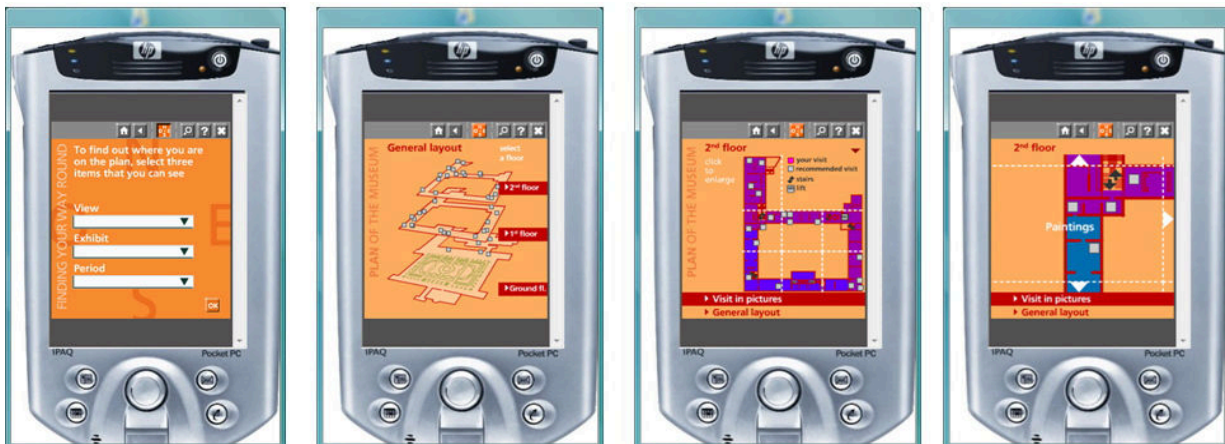 hp
To find out where you are
on the plan, select three
items that you can see
FINDING YOUR WAY ROUND
View
Exhibit
Period
E
S
OK
iPAQ
Pocket PC
hp
General layout
select
a floor
PLAN OF THE MUSEUM
2nd floor
1st floor
Ground fl.
iPAQ
Pocket PC
hp
2nd floor
click
to
enlarge
your visit
recommended visit
stairs
lift
PLAN OF THE MUSEUM
Visit in pictures
General layout
iPAQ
Pocket PC
hp
2nd floor
Paintings
Visit in pictures
General layout
iPAQ
Pocket PC